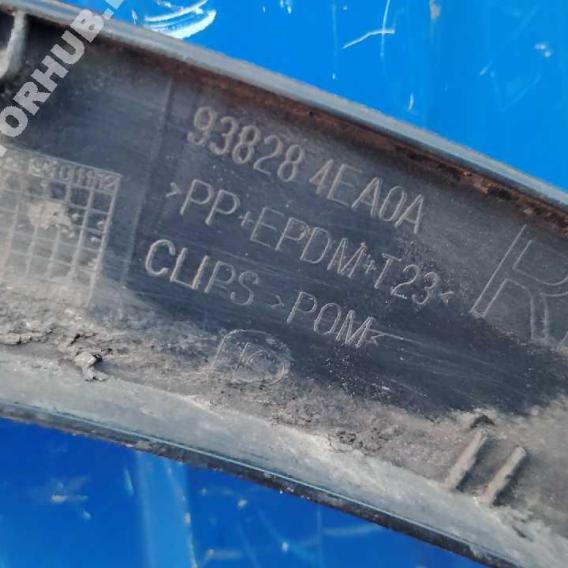 93828 4EA0A
>PP+EPDM+T23<
CLIPS >POM<
R